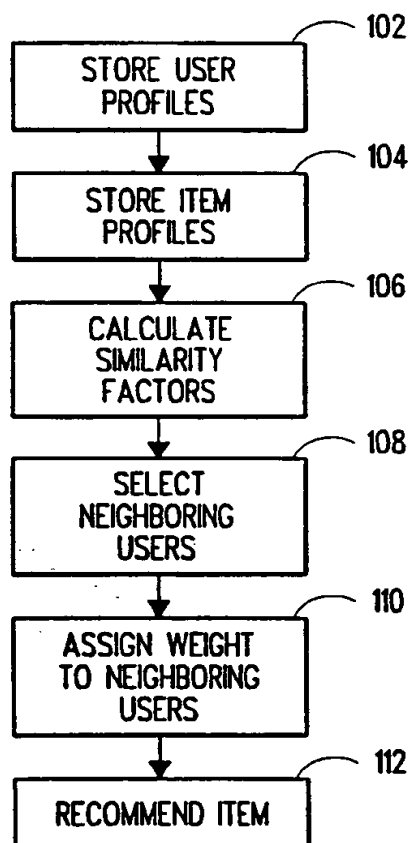 102
STORE USER
PROFILES
104
STORE ITEM
PROFILES
106
CALCULATE
SIMILARITY
FACTORS
108
SELECT
NEIGHBORING
USERS
110
ASSIGN WEIGHT
TO NEIGHBORING
USERS
112
RECOMMEND ITEM